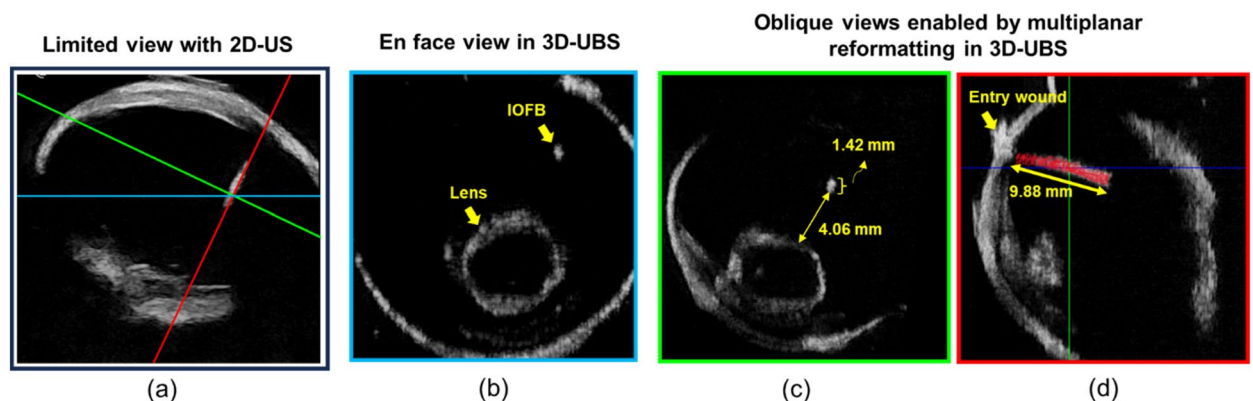 Limited view with 2D-US
En face view in 3D-UBS
Oblique views enabled by multiplanar
reformatting in 3D-UBS
IOFB
Lens
1.42 mm
4.06 mm
Entry wound
9.88 mm
(a)
(b)
(c)
(d)